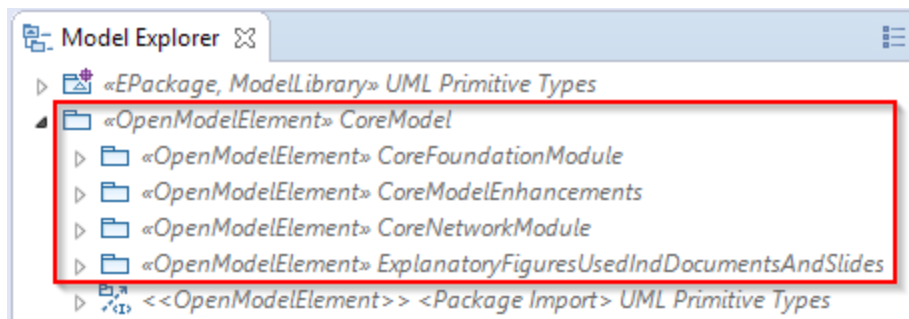 Model Explorer
«EPackage, ModelLibrary» UML Primitive Types
«OpenModelElement» CoreModel
«OpenModelElement» CoreFoundationModule
«OpenModelElement» CoreModelEnhancements
«OpenModelElement» CoreNetworkModule
«OpenModelElement» ExplanatoryFiguresUsedIndDocumentsAndSlides
<<OpenModelElement>> <Package Import> UML Primitive Types